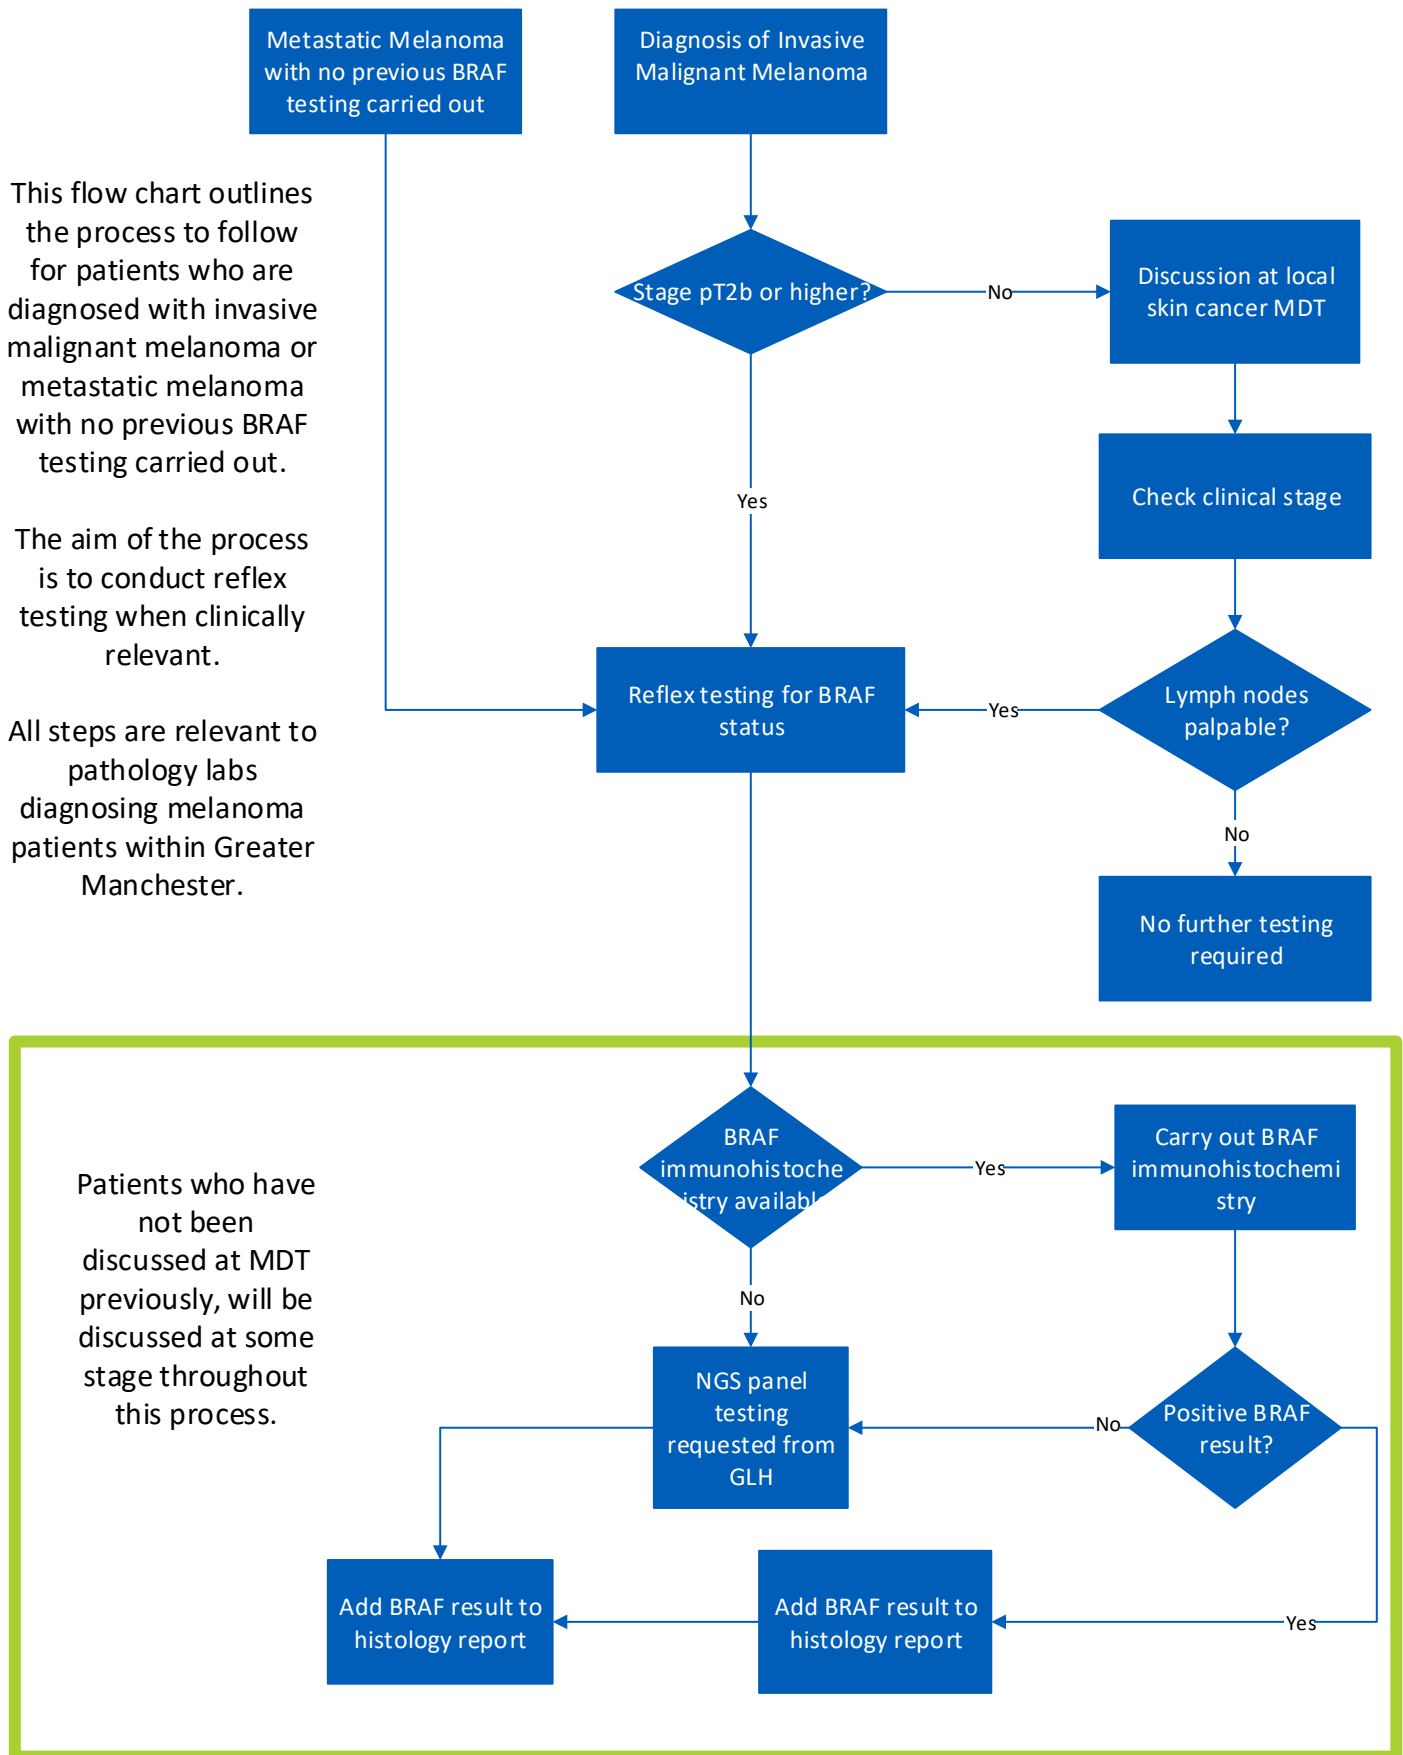 Metastatic Melanoma
with no previous BRAF
testing carried out
Diagnosis of Invasive
Malignant Melanoma
This flow chart outlines
the process to follow
for patients who are
diagnosed with invasive
malignant melanoma or
metastatic melanoma
with no previous BRAF
testing carried out.
The aim of the process
is to conduct reflex
testing when clinically
relevant.
All steps are relevant to
pathology labs
diagnosing melanoma
patients within Greater
Manchester.
Stage pT2b or higher?
No
Discussion at local
skin cancer MDT
Check clinical stage
Yes
Reflex testing for BRAF
status
Yes
Lymph nodes
palpable?
No
No further testing
required
Patients who have
not been
discussed at MDT
previously, will be
discussed at some
stage throughout
this process.
BRAF
immunohistoche
istry availabl
Yes
Carry out BRAF
immunohistochemi
stry
No
NGS panel
testing
requested from
GLH
No
Positive BRAF
result?
Yes
Add BRAF result to
histology report
Add BRAF result to
histology report